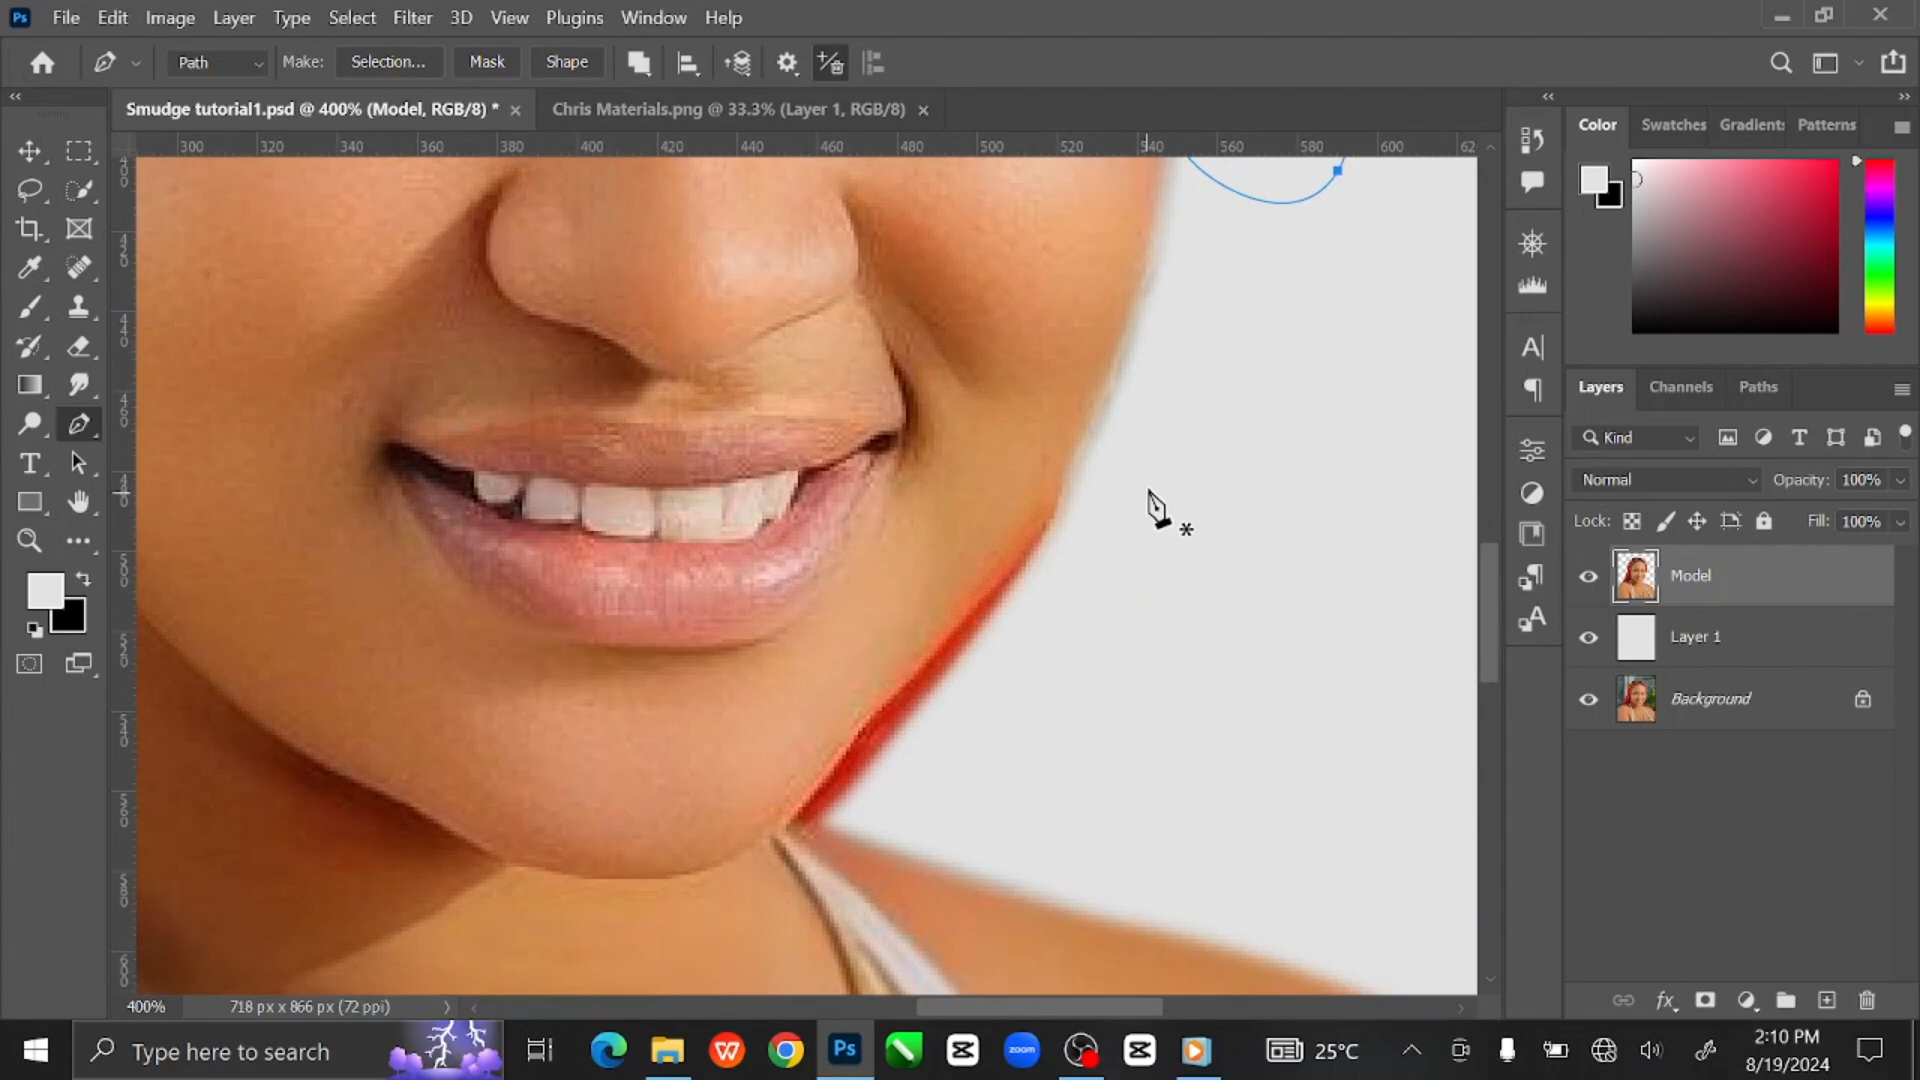 Ps File Edit Image Layer Type Select Filter 3D View Plugins Window Help
Path Make: Selection... Mask Shape
Smudge tutorial1.psd @ 400% (Model, RGB/8) * Chris Materials.png @ 33.3% (Layer 1, RGB/8)
300 320 340 360 380 400 420 440 460 480 500 520 540 560 580 600 62
Color Swatches Gradients Patterns
Layers Channels Paths
Kind
Normal Opacity: 100%
Lock: Fill: 100%
Model
Layer 1
Background
400% 718 px x 866 px (72 ppi)
Type here to search
Ps
zoom
25°C
2:10 PM
8/19/2024